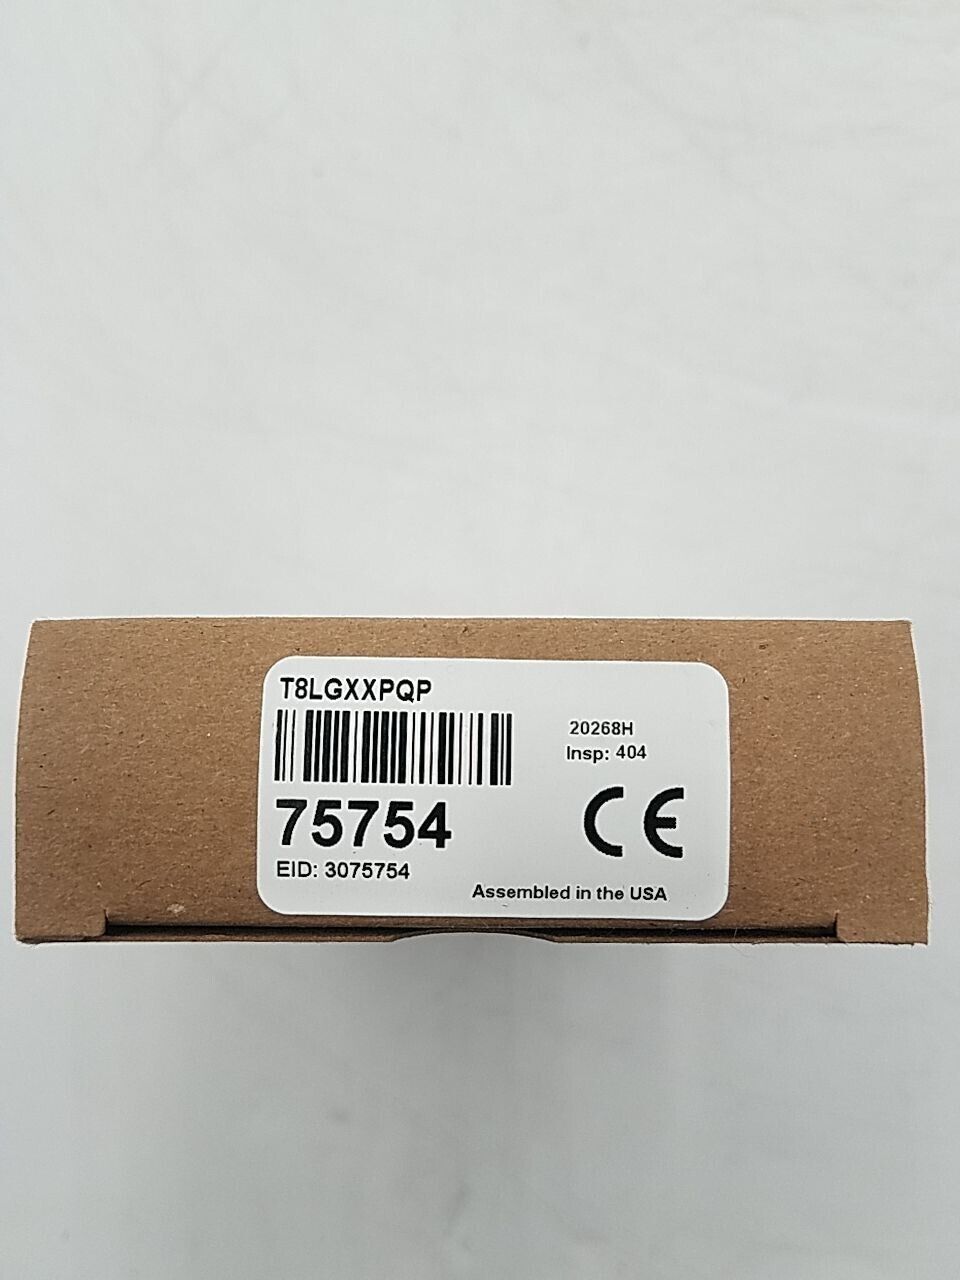 T8LGXXPQP
20268H
Insp: 404
75754
CE
EID: 3075754
Assembled in the USA